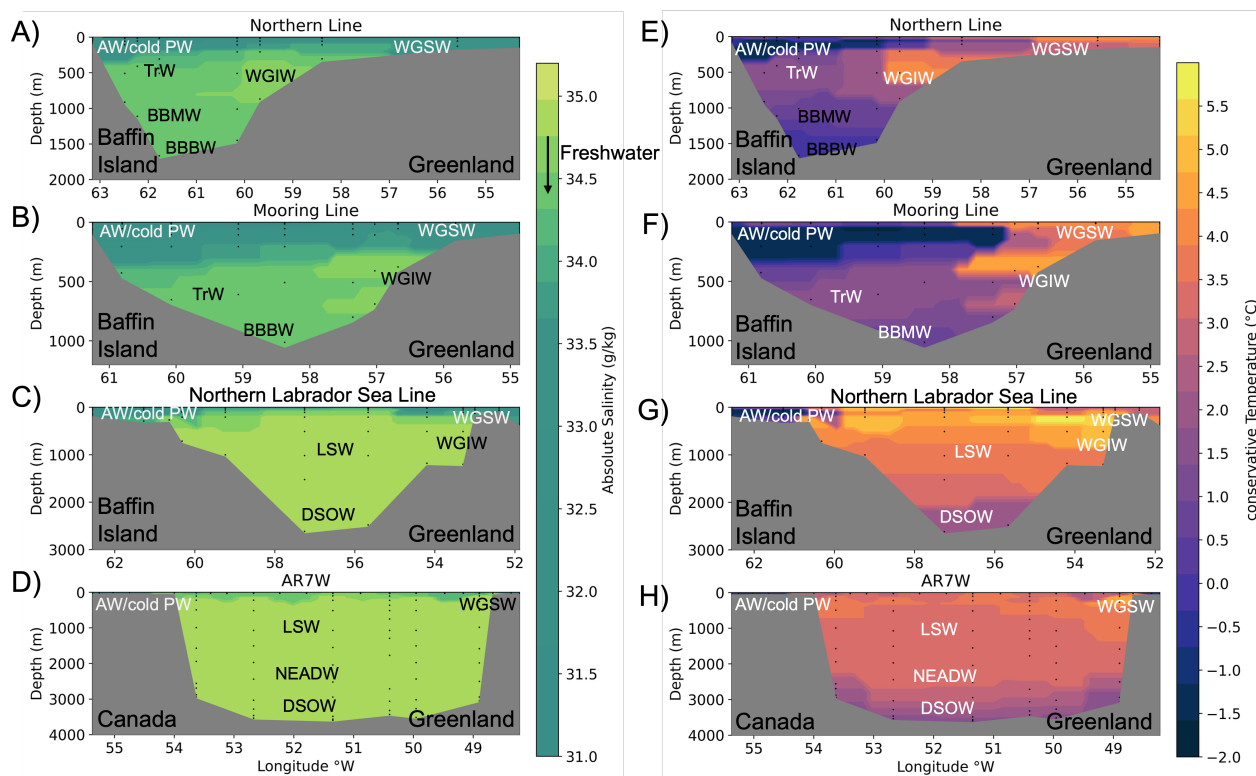 A)
Northern Line
0
500
1000
1500
2000
Depth (m)
AW/cold PW
WGSW
TrW
WGIW
BBMW
BBBW
Baffin
Island
Greenland
63 62 61 60 59 58 57 56 55
B)
Mooring Line
0
500
1000
Depth (m)
AW/cold PW
WGSW
WGIW
TrW
BBBW
Baffin
Island
Greenland
61 60 59 58 57 56 55
C)
Northern Labrador Sea Line
0
1000
2000
3000
Depth (m)
AW/cold PW
WGSW
WGIW
LSW
DSOW
Baffin
Island
Greenland
62 60 58 56 54 52
D)
AR7W
0
1000
2000
3000
4000
Depth (m)
AW/cold PW
WGSW
LSW
NEADW
DSOW
Canada
Greenland
55 54 53 52 51 50 49
Longitude °W
35.0
Freshwater
34.5
34.0
33.5
33.0
32.5
32.0
31.5
31.0
Absolute Salinity (g/kg)
E)
Northern Line
0
500
1000
1500
2000
Depth (m)
AW/cold PW
WGSW
TrW
WGIW
BBMW
BBBW
Baffin
Island
Greenland
63 62 61 60 59 58 57 56 55
F)
Mooring Line
0
500
1000
Depth (m)
AW/cold PW
WGSW
WGIW
TrW
BBMW
Baffin
Island
Greenland
61 60 59 58 57 56 55
G)
Northern Labrador Sea Line
0
1000
2000
3000
Depth (m)
AW/cold PW
WGSW
WGIW
LSW
DSOW
Baffin
Island
Greenland
62 60 58 56 54 52
H)
AR7W
0
1000
2000
3000
4000
Depth (m)
AW/cold PW
WGSW
LSW
NEADW
DSOW
Canada
Greenland
55 54 53 52 51 50 49
Longitude °W
5.5
5.0
4.5
4.0
3.5
3.0
2.5
2.0
1.5
1.0
0.5
0.0
−0.5
−1.0
−1.5
−2.0
conservative Temperature (°C)